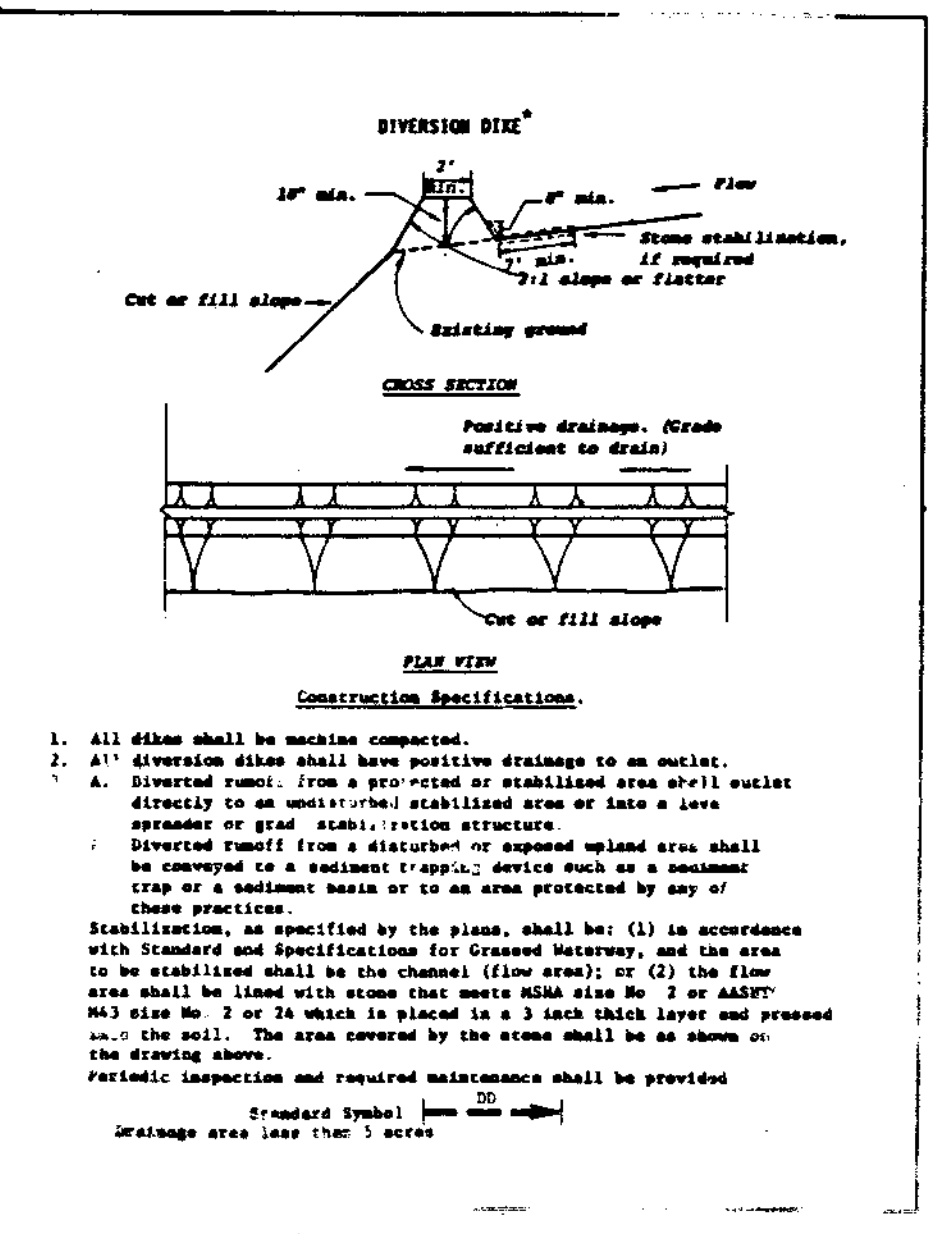 DIVERSION DIKE*
2'
Min.
18" min.
8" min.
Flow
Stone stabilization,
if required
7' min.
2:1 slope or flatter
Cut or fill slope
Existing ground
CROSS SECTION
Positive drainage. (Grade
sufficient to drain)
Cut or fill slope
PLAN VIEW
Construction Specifications.
1. All dikes shall be machine compacted.
2. All diversion dikes shall have positive drainage to an outlet.
A. Diverted runoff from a protected or stabilized area shall outlet
directly to an undisturbed stabilized area or into a leve
spreader or grad stabilization structure.
Diverted runoff from a disturbed or exposed upland area shall
be conveyed to a sediment trapping device such as a sediment
trap or a sediment basin or to an area protected by any of
these practices.
Stabilization, as specified by the plans, shall be: (1) in accordance
with Standard and Specifications for Grassed Waterway, and the area
to be stabilized shall be the channel (flow area); or (2) the flow
area shall be lined with stone that meets MSHA size No 2 or AASHT
M43 size No. 2 or 24 which is placed in a 3 inch thick layer and pressed
into the soil. The area covered by the stone shall be as shown on
the drawing above.
Periodic inspection and required maintenance shall be provided
DD
Standard Symbol
Drainage area less than 5 acres